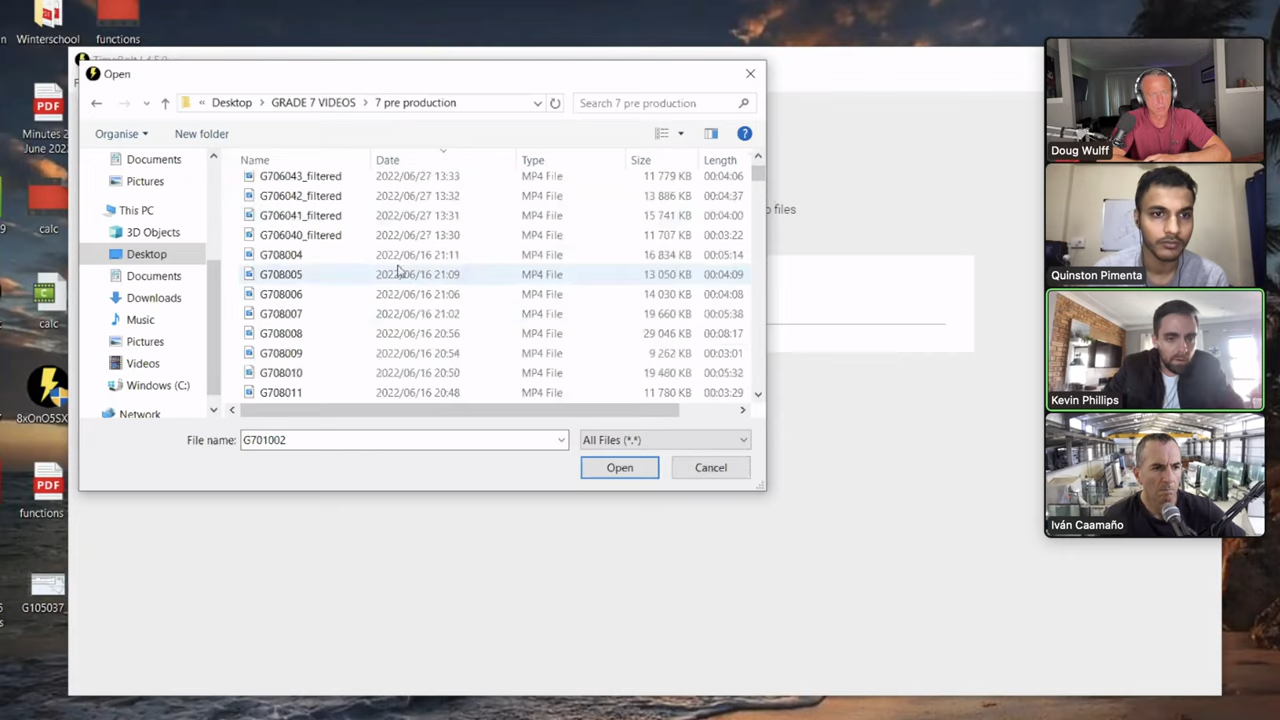 Winterschool
functions
Open
Desktop > GRADE 7 VIDEOS > 7 pre production
Search 7 pre production
Organise
New folder
Documents
Pictures
This PC
3D Objects
Desktop
Documents
Downloads
Music
Pictures
Videos
Windows (C:)
Network
Name Date Type Size Length
G706043_filtered 2022/06/27 13:33 MP4 File 11 779 KB 00:04:06
G706042_filtered 2022/06/27 13:32 MP4 File 13 886 KB 00:04:37
G706041_filtered 2022/06/27 13:31 MP4 File 15 741 KB 00:04:00
G706040_filtered 2022/06/27 13:30 MP4 File 11 707 KB 00:03:22
G708004 2022/06/16 21:11 MP4 File 16 834 KB 00:05:14
G708005 2022/06/16 21:09 MP4 File 13 050 KB 00:04:09
G708006 2022/06/16 21:06 MP4 File 14 030 KB 00:04:08
G708007 2022/06/16 21:02 MP4 File 19 660 KB 00:05:38
G708008 2022/06/16 20:56 MP4 File 29 046 KB 00:08:17
G708009 2022/06/16 20:54 MP4 File 9 262 KB 00:03:01
G708010 2022/06/16 20:50 MP4 File 19 480 KB 00:05:32
G708011 2022/06/16 20:48 MP4 File 11 780 KB 00:03:29
File name: G701002
All Files (*.*)
Open
Cancel
files
PDF
Minutes 2
June 202
calc
calc
8xOnO5SX
PDF
functions
G105037_
Doug Wulff
Quinston Pimenta
Kevin Phillips
Iván Caamaño